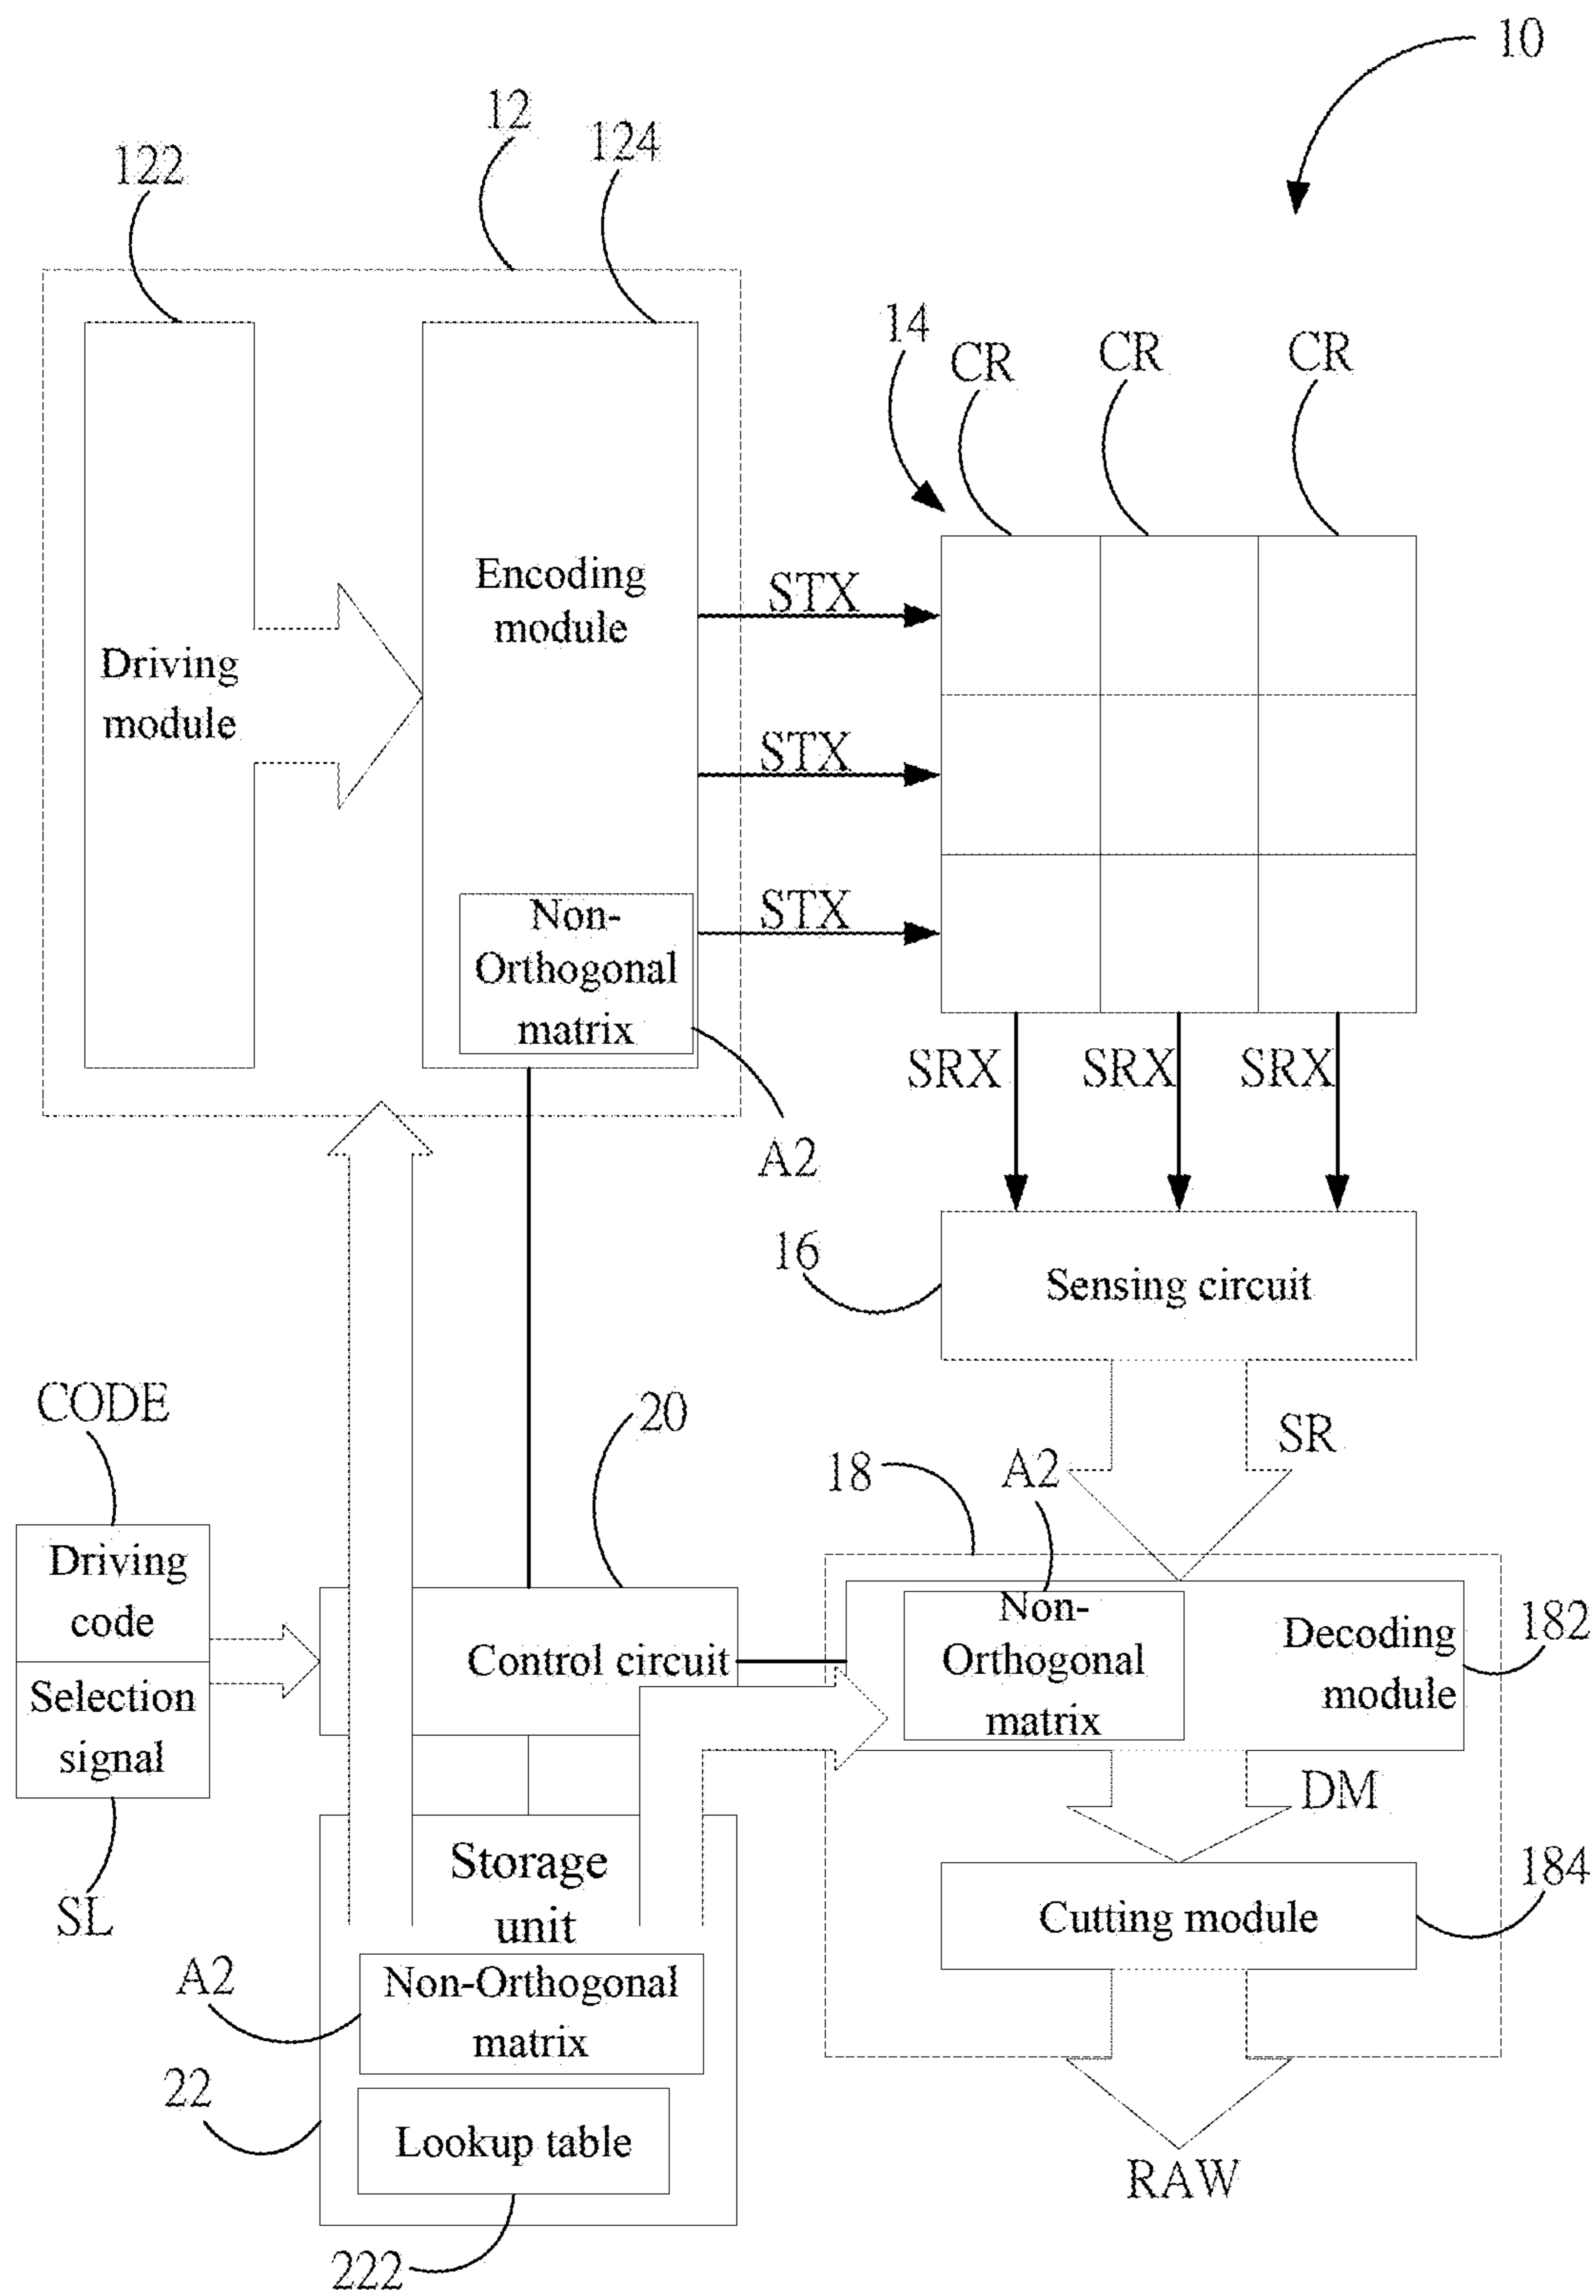 10
12
124
122
14
CR
CR
CR
Encoding
module
STX
Driving
module
STX
STX
Non-
Orthogonal
matrix
SRX
SRX
SRX
A2
16
Sensing circuit
CODE
20
SR
18
A2
Driving
code
Selection
signal
Control circuit
Non-
Orthogonal
matrix
Decoding
module
182
DM
SL
Storage
unit
184
Cutting module
A2
Non-Orthogonal
matrix
22
Lookup table
RAW
222